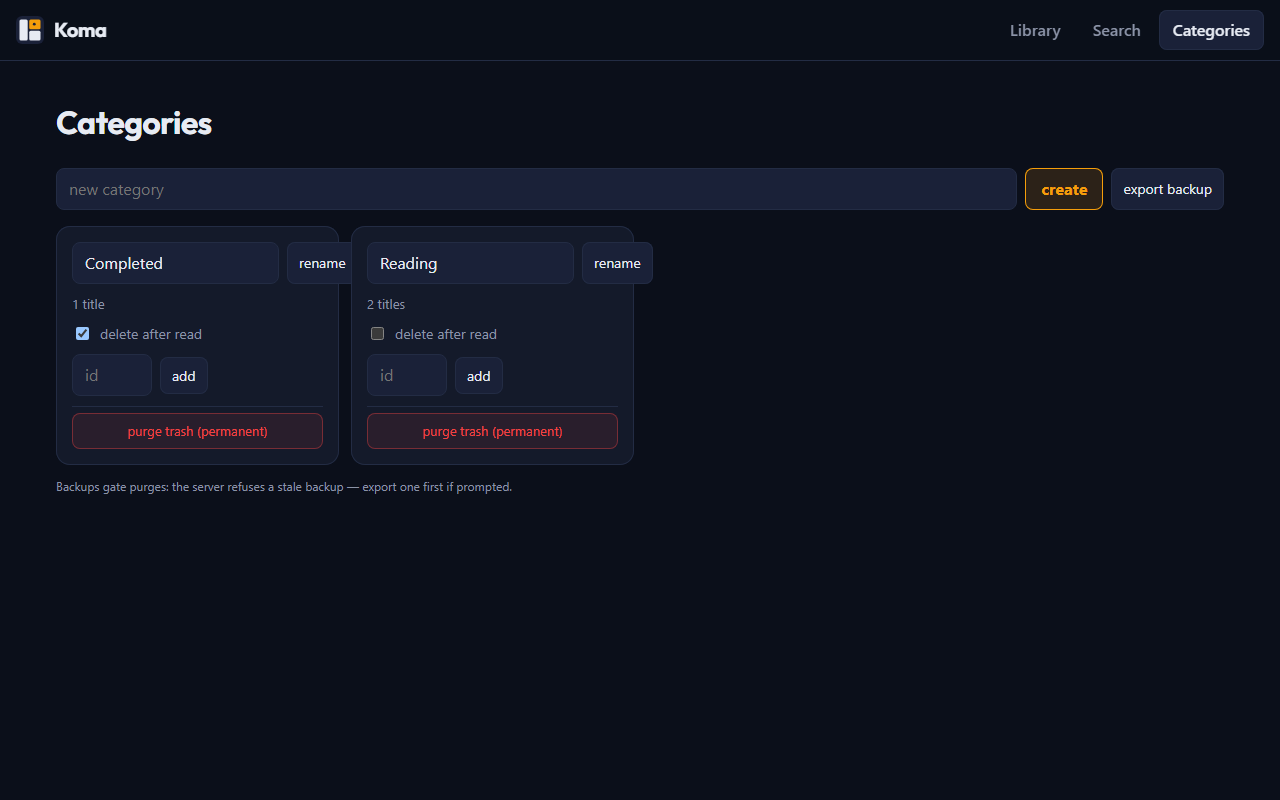 Koma
Library Search Categories
Categories
new category create export backup
Completed rename Reading rename
1 title 2 titles
delete after read delete after read
id add id add
purge trash (permanent) purge trash (permanent)
Backups gate purges: the server refuses a stale backup — export one first if prompted.